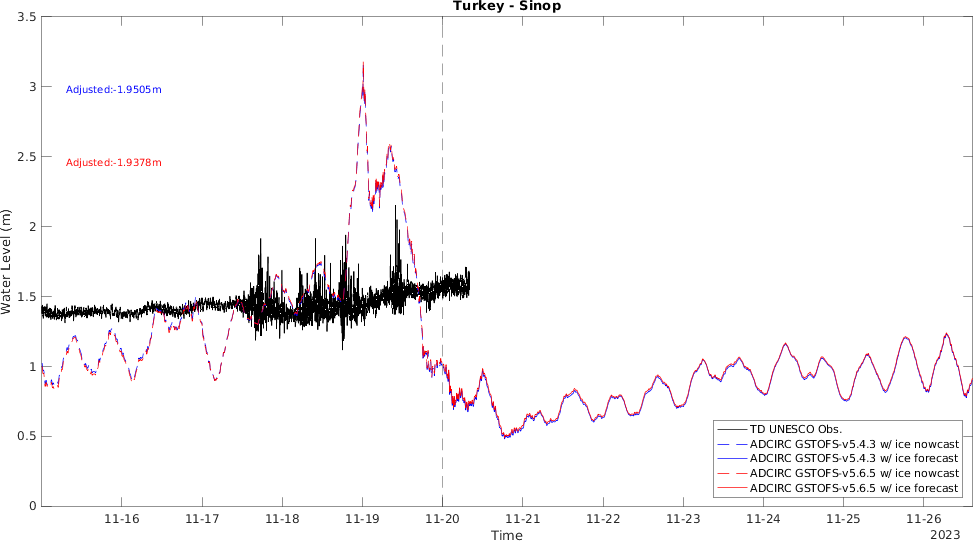 Turkey - Sinop
3.5
3
2.5
2
1.5
1
0.5
0
Water Level (m)
Adjusted:-1.9505m
Adjusted:-1.9378m
TD UNESCO Obs.
ADCIRC GSTOFS-v5.4.3 w/ ice nowcast
ADCIRC GSTOFS-v5.4.3 w/ ice forecast
ADCIRC GSTOFS-v5.6.5 w/ ice nowcast
ADCIRC GSTOFS-v5.6.5 w/ ice forecast
11-16 11-17 11-18 11-19 11-20 11-21 11-22 11-23 11-24 11-25 11-26
2023
Time